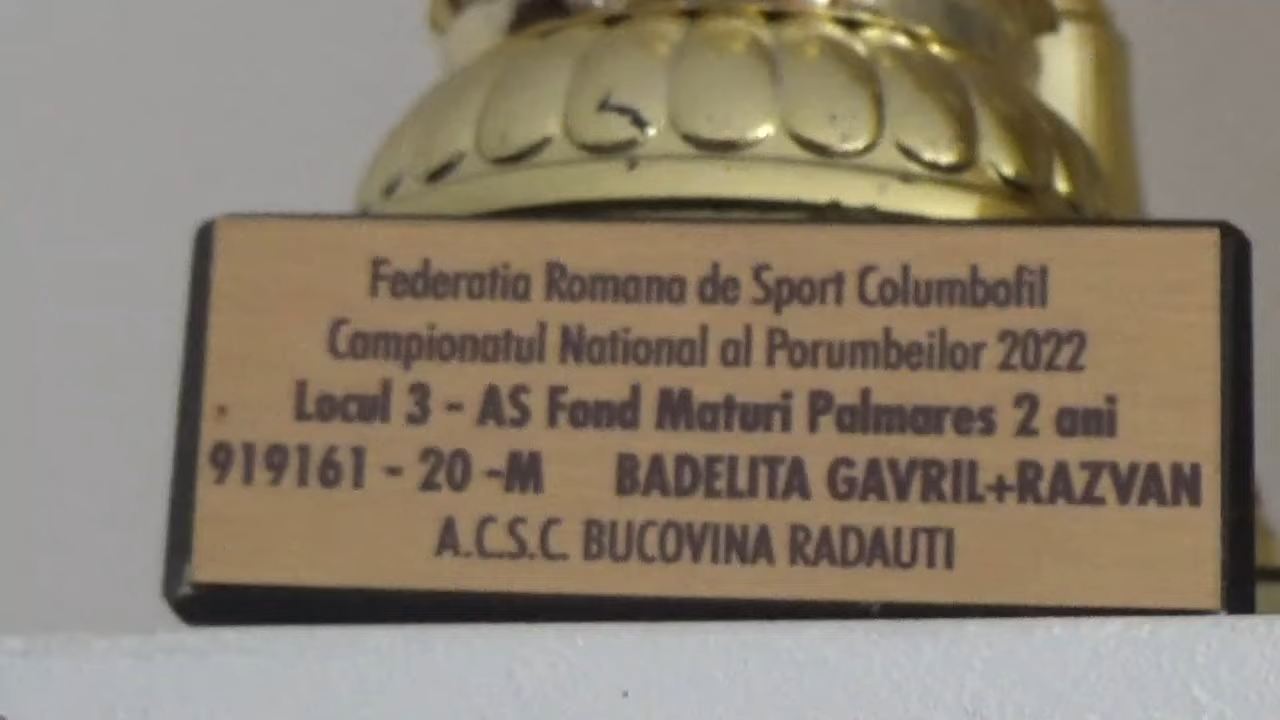 Federatia Romana de Sport Columbofil
Campionatul National al Porumbeilor 2022
Locul 3 - AS Fond Maturi Palmares 2 ani
919161 - 20 -M BADELITA GAVRIL+RAZVAN
A.C.S.C. BUCOVINA RADAUTI